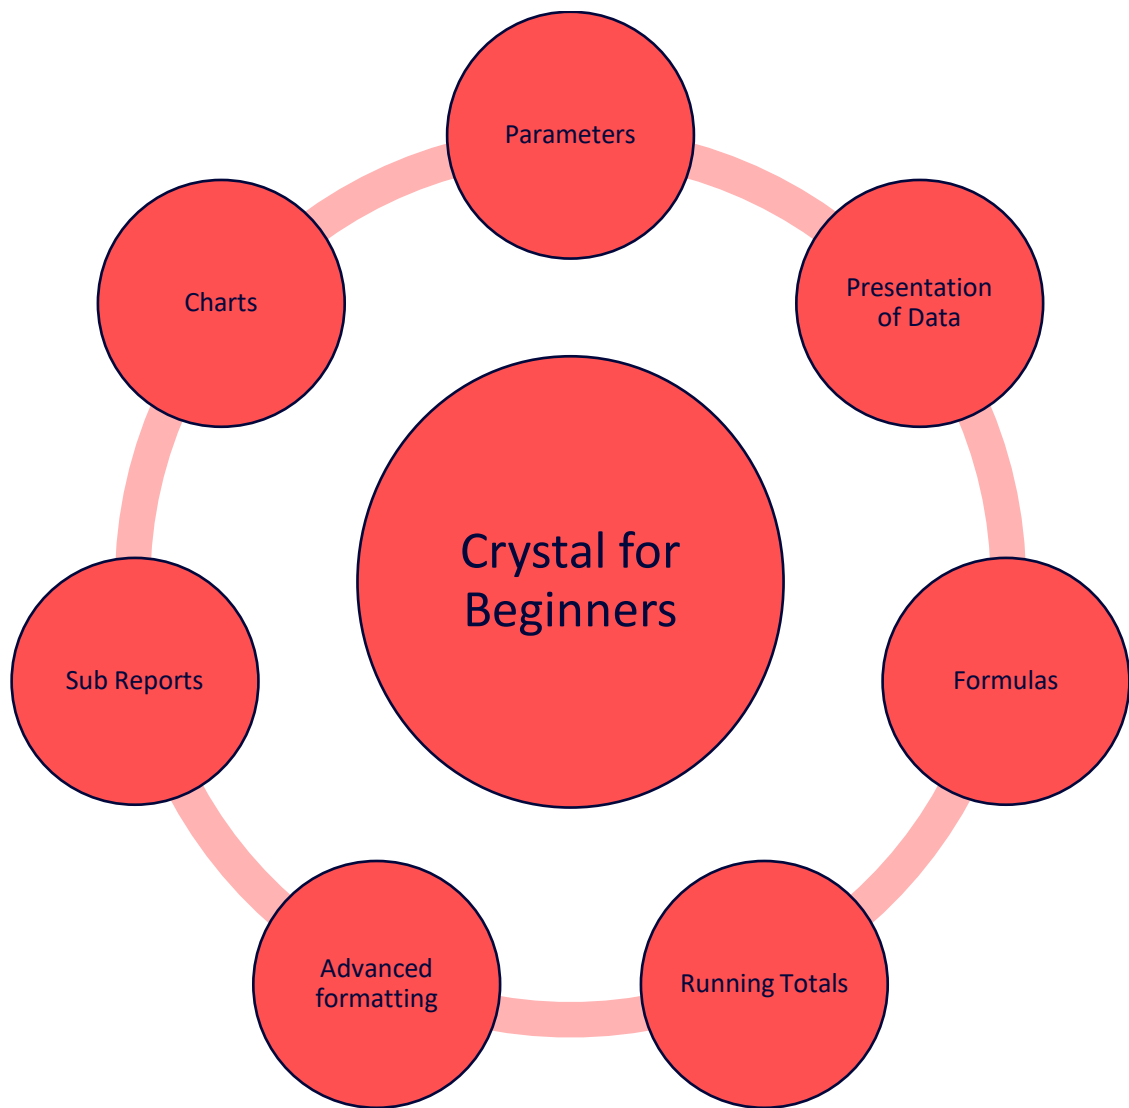 Parameters
Presentation
of Data
Formulas
Running Totals
Advanced
formatting
Sub Reports
Charts
Crystal for
Beginners